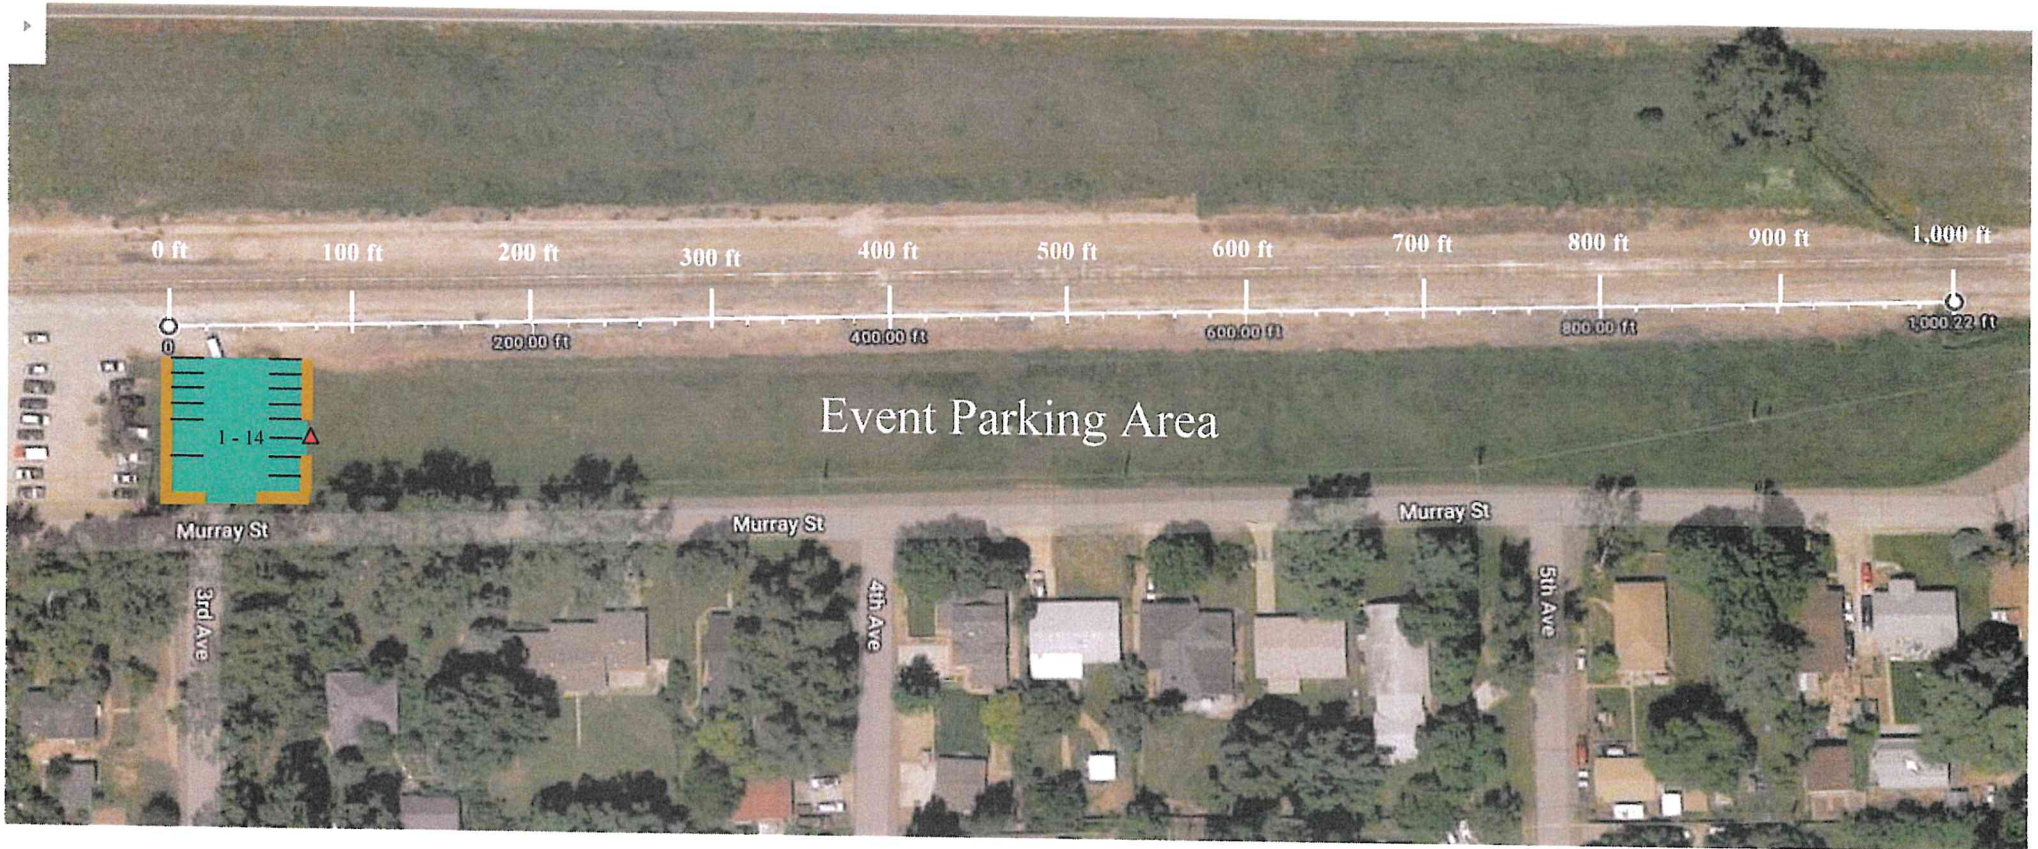 0 ft
100 ft
200 ft
300 ft
400 ft
500 ft
600 ft
700 ft
800 ft
900 ft
1,000 ft
0
200.00 ft
400.00 ft
600.00 ft
800.00 ft
1,000.22 ft
Event Parking Area
1 - 14
Murray St
Murray St
Murray St
3rd Ave
4th Ave
5th Ave